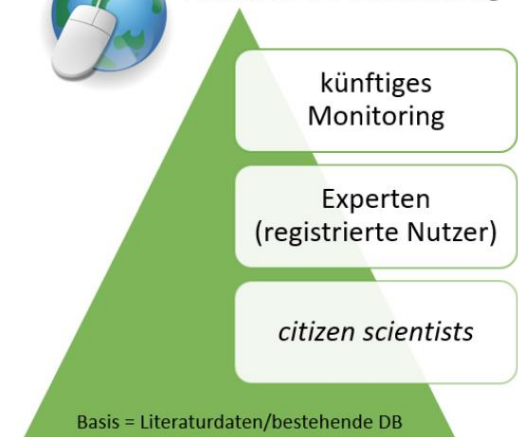 künftiges
Monitoring
Experten
(registrierte Nutzer)
citizen scientists
Basis = Literaturdaten/bestehende DB